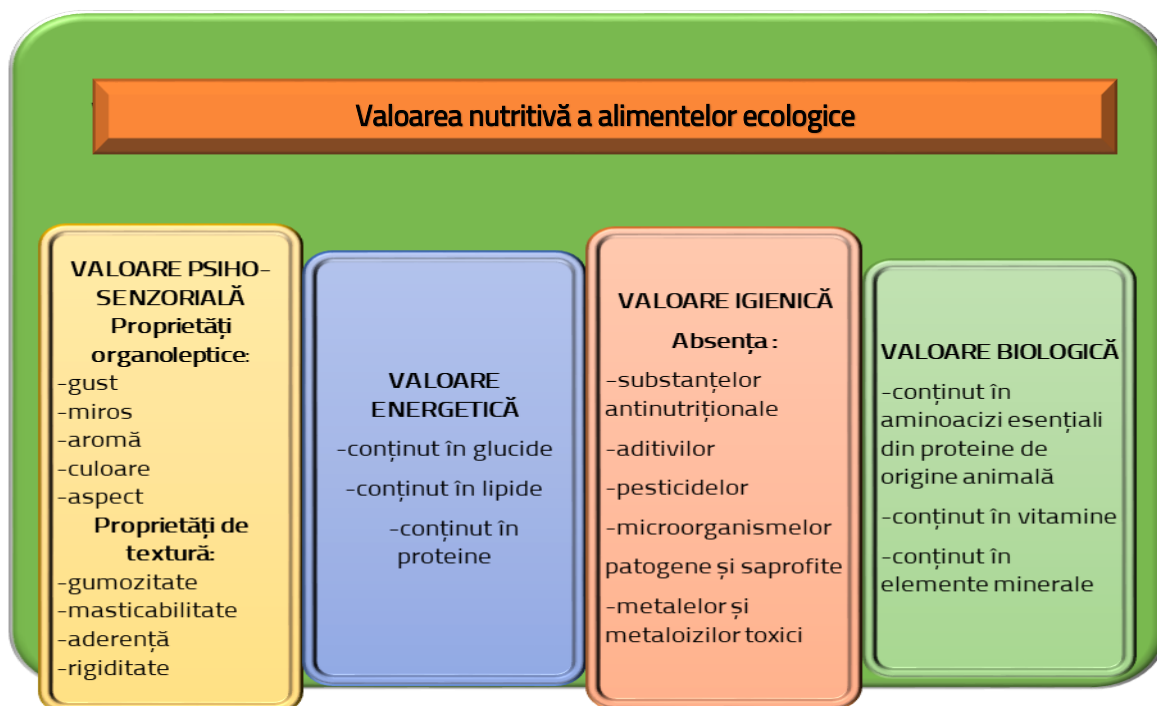 Valoarea nutritivă a alimentelor ecologice
VALOARE PSIHO-
SENZORIALĂ
Proprietăți
organoleptice:
-gust
-miros
-aromă
-culoare
-aspect
Proprietăți de
textură:
-gumozitate
-masticabilitate
-aderență
-rigiditate
VALOARE
ENERGETICĂ
-conținut în glucide
-conținut în lipide
-conținut în
proteine
VALOARE IGIENICĂ
Absența :
-substanțelor
antinutriționale
-aditivilor
-pesticidelor
-microorganismelor
patogene și saprofite
-metalelor și
metaloizilor toxici
VALOARE BIOLOGICĂ
-conținut în
aminoacizi esențiali
din proteine de
origine animală
-conținut în vitamine
-conținut în
elemente minerale